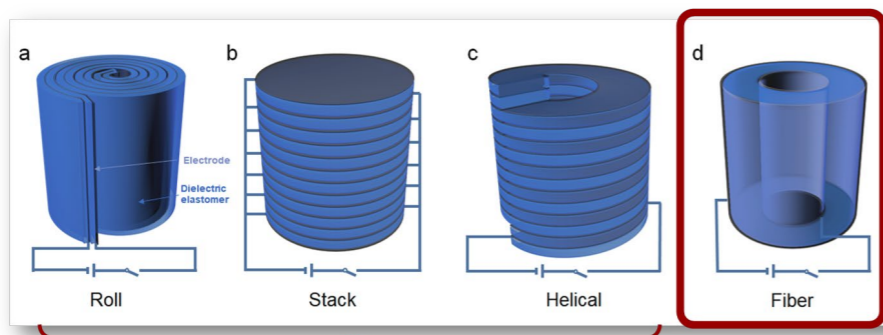 a
b
c
d
Electrode
Dielectric
elastomer
Roll
Stack
Helical
Fiber